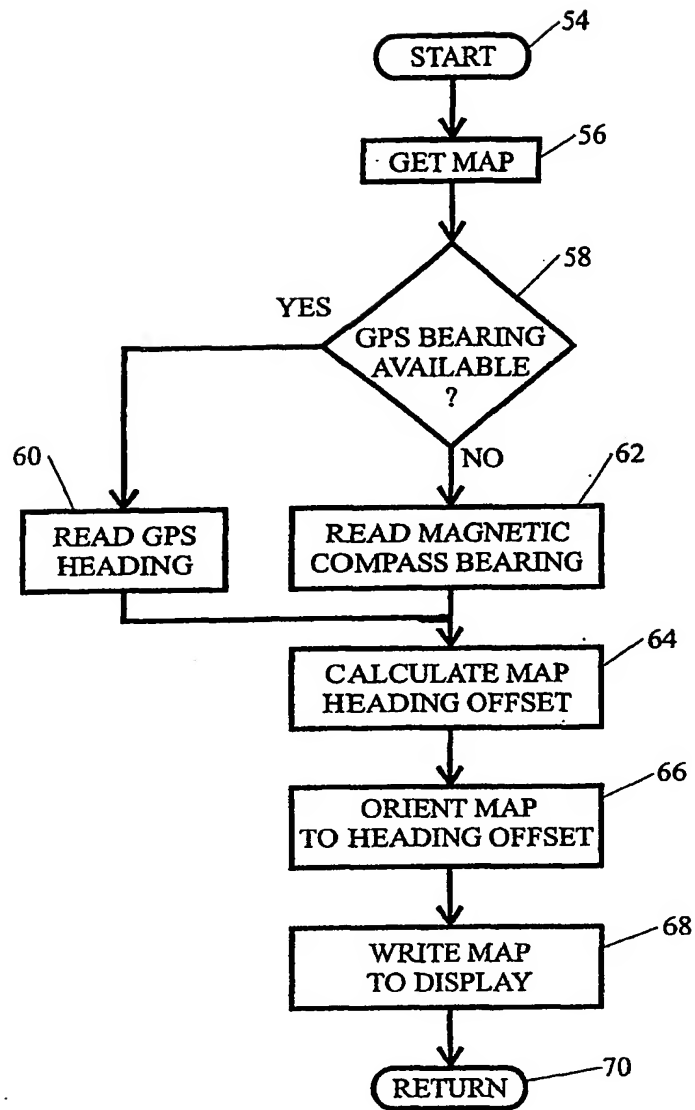 54
START
56
GET MAP
58
YES
GPS BEARING
AVAILABLE
?
NO
60
62
READ GPS
HEADING
READ MAGNETIC
COMPASS BEARING
64
CALCULATE MAP
HEADING OFFSET
66
ORIENT MAP
TO HEADING OFFSET
68
WRITE MAP
TO DISPLAY
70
RETURN